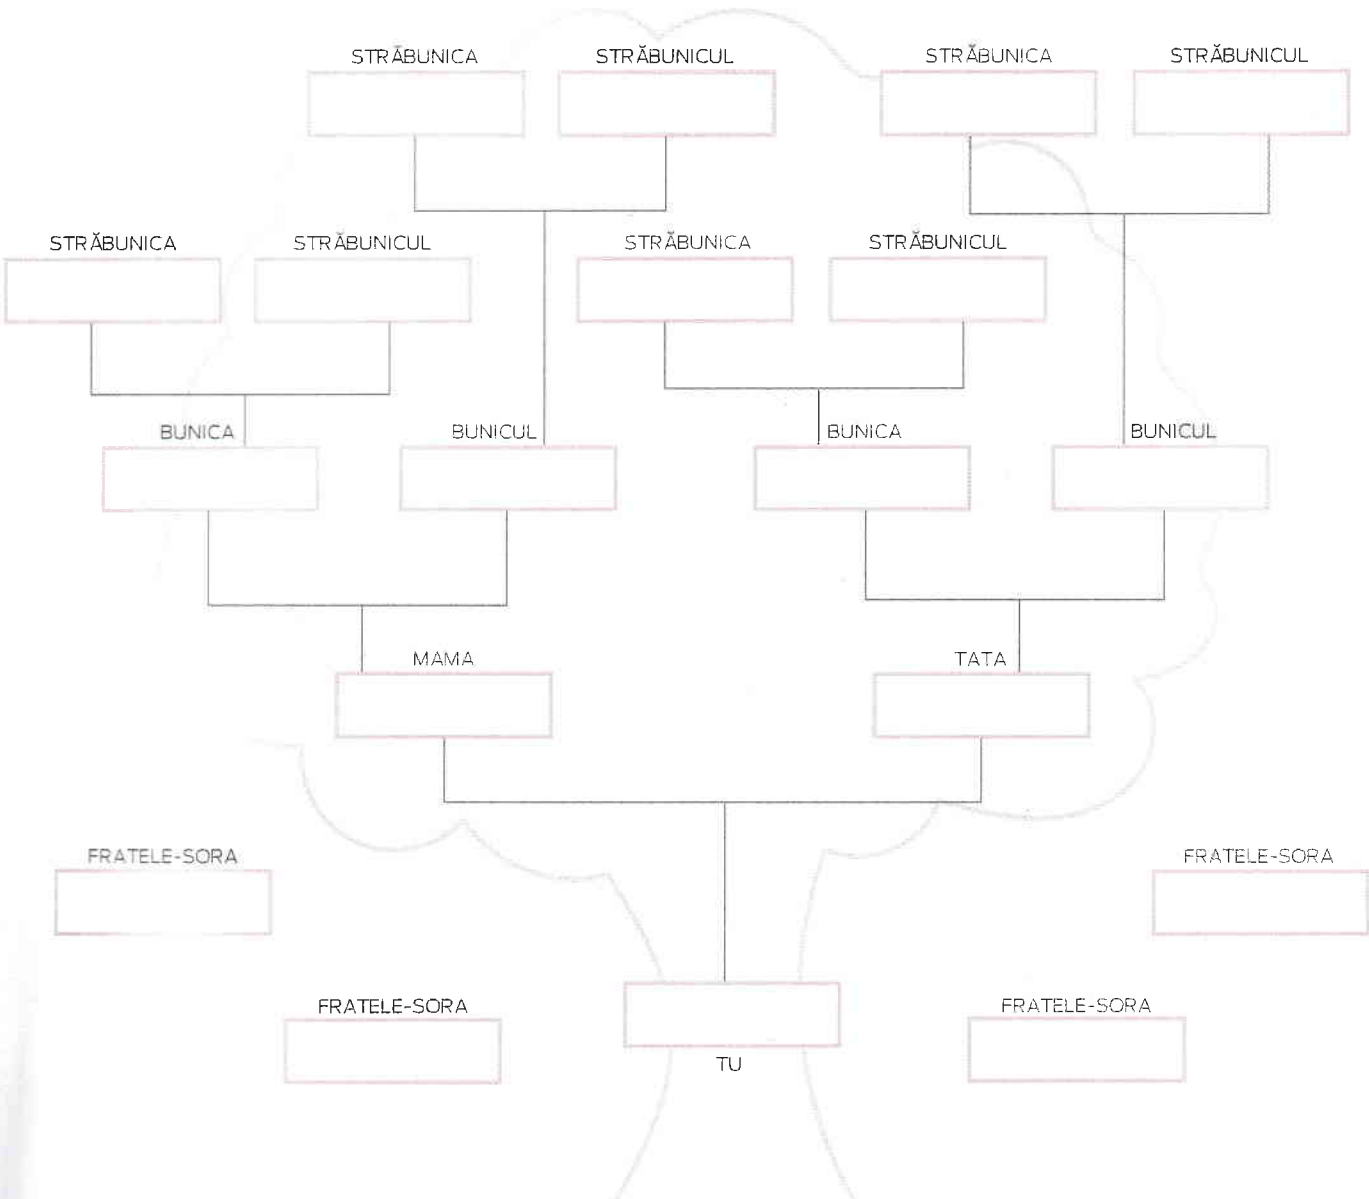 STRĂBUNICA STRĂBUNICUL STRĂBUNICA STRĂBUNICUL
STRĂBUNICA STRĂBUNICUL STRĂBUNICA STRĂBUNICUL
BUNICA BUNICUL BUNICA BUNICUL
MAMA TATA
FRATELE-SORA FRATELE-SORA
FRATELE-SORA FRATELE-SORA
TU